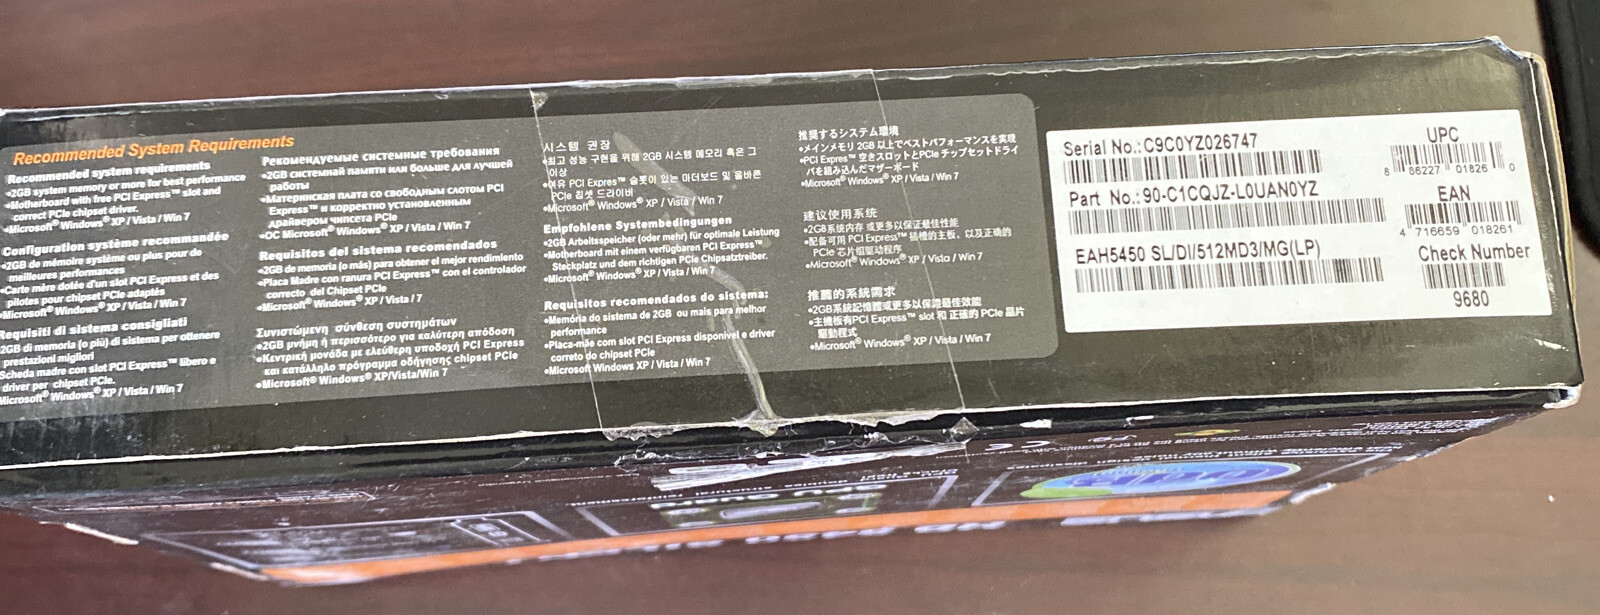 Recommended System Requirements
Recommended system requirements
•2GB system memory or more for best performance
•Motherboard with free PCI Express™ slot and
correct PCIe chipset driver.
•Microsoft® Windows® XP / Vista / Win 7
Configuration système recommandée
•2GB de mémoire système ou plus pour de
meilleures performances
•Carte mère dotée d'un slot PCI Express et des
pilotes pour chipset PCIe adaptés
•Microsoft® Windows® XP / Vista / Win 7
Requisiti di sistema consigliati
2GB di memoria (o più) di sistema per ottenere
prestazioni migliori
Scheda madre con slot PCI Express™ libero e
driver per chipset PCIe.
Microsoft® Windows® XP / Vista / Win 7
Рекомендуемые системные требования
•2GB системнай памяти или больше для лучшей
работы
•Материнская плата со свободным слотом PCI
Express™ и корректно установленным
драйвером чипсета PCIe
•ОС Microsoft® Windows® XP / Vista / Win 7
Requisitos del sistema recomendados
•2GB de memoria (o más) para obtener el mejor rendimiento
•Placa Madre con ranura PCI Express™ con el controlador
correcto del Chipset PCIe
•Microsoft® Windows® XP / Vista / 7
Συνιστώμενη σύνθεση συστημάτων
•2GB μνήμη ή περισσότερο για καλύτερη απόδοση
•Κεντρική μονάδα με ελεύθερη υποδοχή PCI Express
και κατάλληλο πρόγραμμα οδήγησης chipset PCIe
•Microsoft® Windows® XP/Vista/Win 7
시스템 권장
•최고 성능 구현을 위해 2GB 시스템 메모리 혹은 그
이상
•여유 PCI Expres™ 슬롯이 있는 마더보드 및 올바른
PCIe 칩셋 드라이버
•Microsoft® Windows® XP / Vista / Win 7
Empfohlene Systembedingungen
•2GB Arbeitsspeicher (oder mehr) für optimale Leistung
•Motherboard mit einem verfügbaren PCI Express™
Steckplatz und dem richtigen PCIe Chipsatztreiber.
•Microsoft® Windows® XP / Vista / Win 7
Requisitos recomendados do sistema:
•Memória do sistema de 2GB ou mais para melhor
performance
•Placa-mãe com slot PCI Express disponível e driver
correto do chipset PCIe
•Microsoft® Windows® XP / Vista / Win 7
推奨するシステム環境
•メインメモリ 2GB 以上でベストパフォーマンスを実現
•PCI Expres™ 空きスロットとPCIe チップセットドライ
バを組み込んだマザーボード
•Microsoft® Windows® XP / Vista / Win 7
建议使用系统
•2GB系统内存 或更多以保证最佳性能
•配备可用 PCI Express™ 插槽的主板，以及正确的
PCIe 芯片组驱动程序
•Microsoft® Windows® XP / Vista / Win 7
推薦的系統需求
•2GB系統記憶體或更多以保證最佳效能
•主機板有PCI Express™ slot 和 正確的 PCIe 晶片
驅動程式
•Microsoft® Windows® XP / Vista / Win 7
Serial No.:C9C0YZ026747
Part No.:90-C1CQJZ-L0UAN0YZ
EAH5450 SL/DI/512MD3/MG(LP)
UPC
8 86227 01826 0
EAN
4 716659 018261
Check Number
9680
GPU Guard